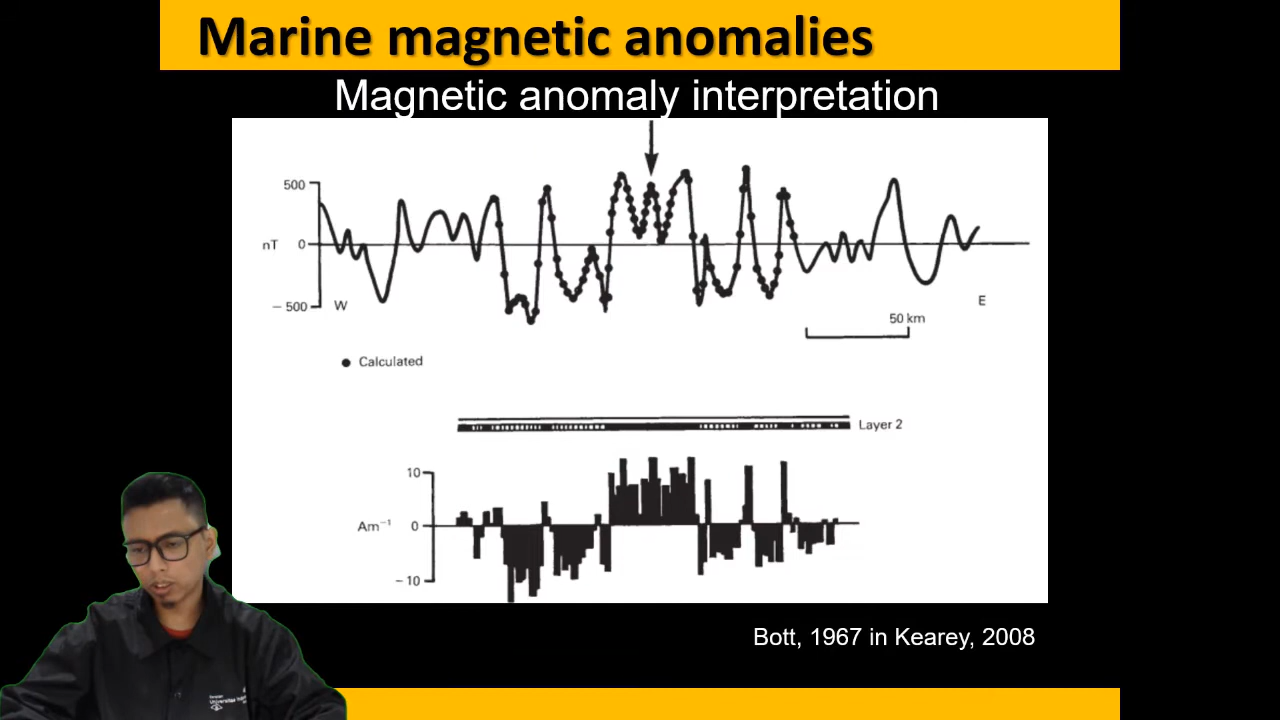 Marine magnetic anomalies
Magnetic anomaly interpretation
500
nT 0
− 500
W
E
50 km
Calculated
Layer 2
10
Am⁻¹ 0
− 10
Bott, 1967 in Kearey, 2008